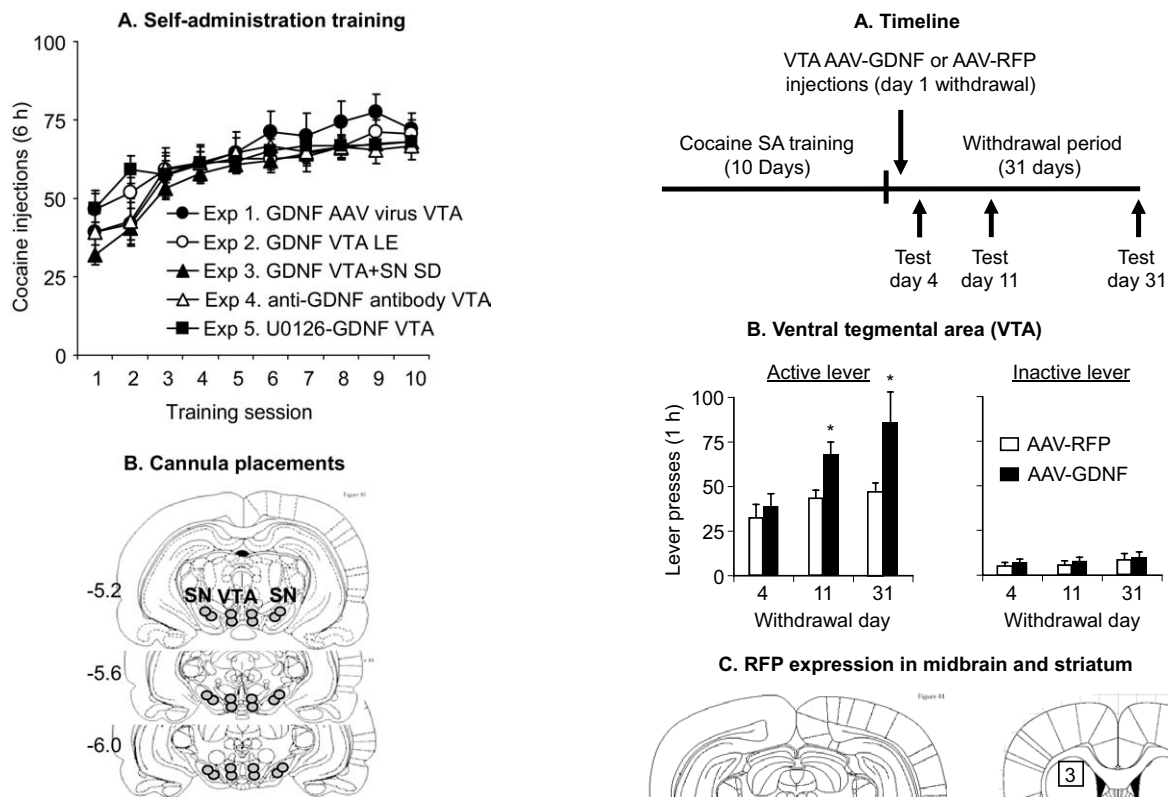 A. Self-administration training
100
75
50
25
0
Cocaine injections (6 h)
Exp 1. GDNF AAV virus VTA
Exp 2. GDNF VTA LE
Exp 3. GDNF VTA+SN SD
Exp 4. anti-GDNF antibody VTA
Exp 5. U0126-GDNF VTA
1 2 3 4 5 6 7 8 9 10
Training session
B. Cannula placements
-5.2
SN VTA SN
-5.6
-6.0
A. Timeline
VTA AAV-GDNF or AAV-RFP
injections (day 1 withdrawal)
Cocaine SA training
(10 Days)
Withdrawal period
(31 days)
Test
day 4
Test
day 11
Test
day 31
B. Ventral tegmental area (VTA)
Active lever
Inactive lever
100
75
50
25
0
Lever presses (1 h)
*
*
AAV-RFP
AAV-GDNF
4 11 31
Withdrawal day
4 11 31
Withdrawal day
C. RFP expression in midbrain and striatum
Figure 44
3